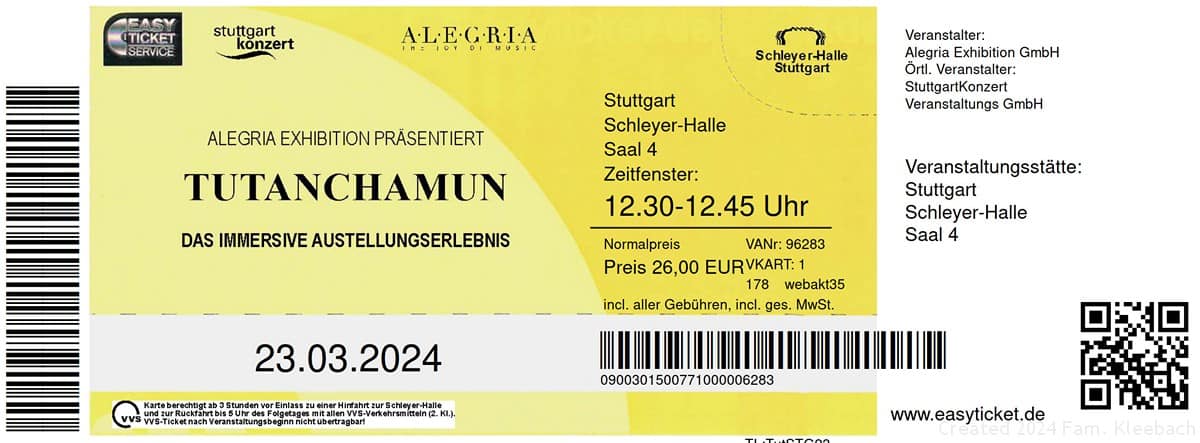 EASY
TICKET
SERVICE
stuttgart
konzert
A·L·E·G·R·I·A
THE JOY OF MUSIC
Schleyer-Halle
Stuttgart
Veranstalter:
Alegria Exhibition GmbH
Örtl. Veranstalter:
StuttgartKonzert
Veranstaltungs GmbH
ALEGRIA EXHIBITION PRÄSENTIERT
TUTANCHAMUN
DAS IMMERSIVE AUSTELLUNGSERLEBNIS
Stuttgart
Schleyer-Halle
Saal 4
Zeitfenster:
12.30-12.45 Uhr
Normalpreis VANr: 96283
Preis 26,00 EUR VKART: 1
178 webakt35
incl. aller Gebühren, incl. ges. MwSt.
Veranstaltungsstätte:
Stuttgart
Schleyer-Halle
Saal 4
23.03.2024
0900301500771000006283
VVS
Karte berechtigt ab 3 Stunden vor Einlass zu einer Hinfahrt zur Schleyer-Halle
und zur Rückfahrt bis 5 Uhr des Folgetages mit allen VVS-Verkehrsmitteln (2. Kl.).
VVS-Ticket nach Veranstaltungsbeginn nicht übertragbar!
www.easyticket.de
Created 2024 Fam. Kleebach